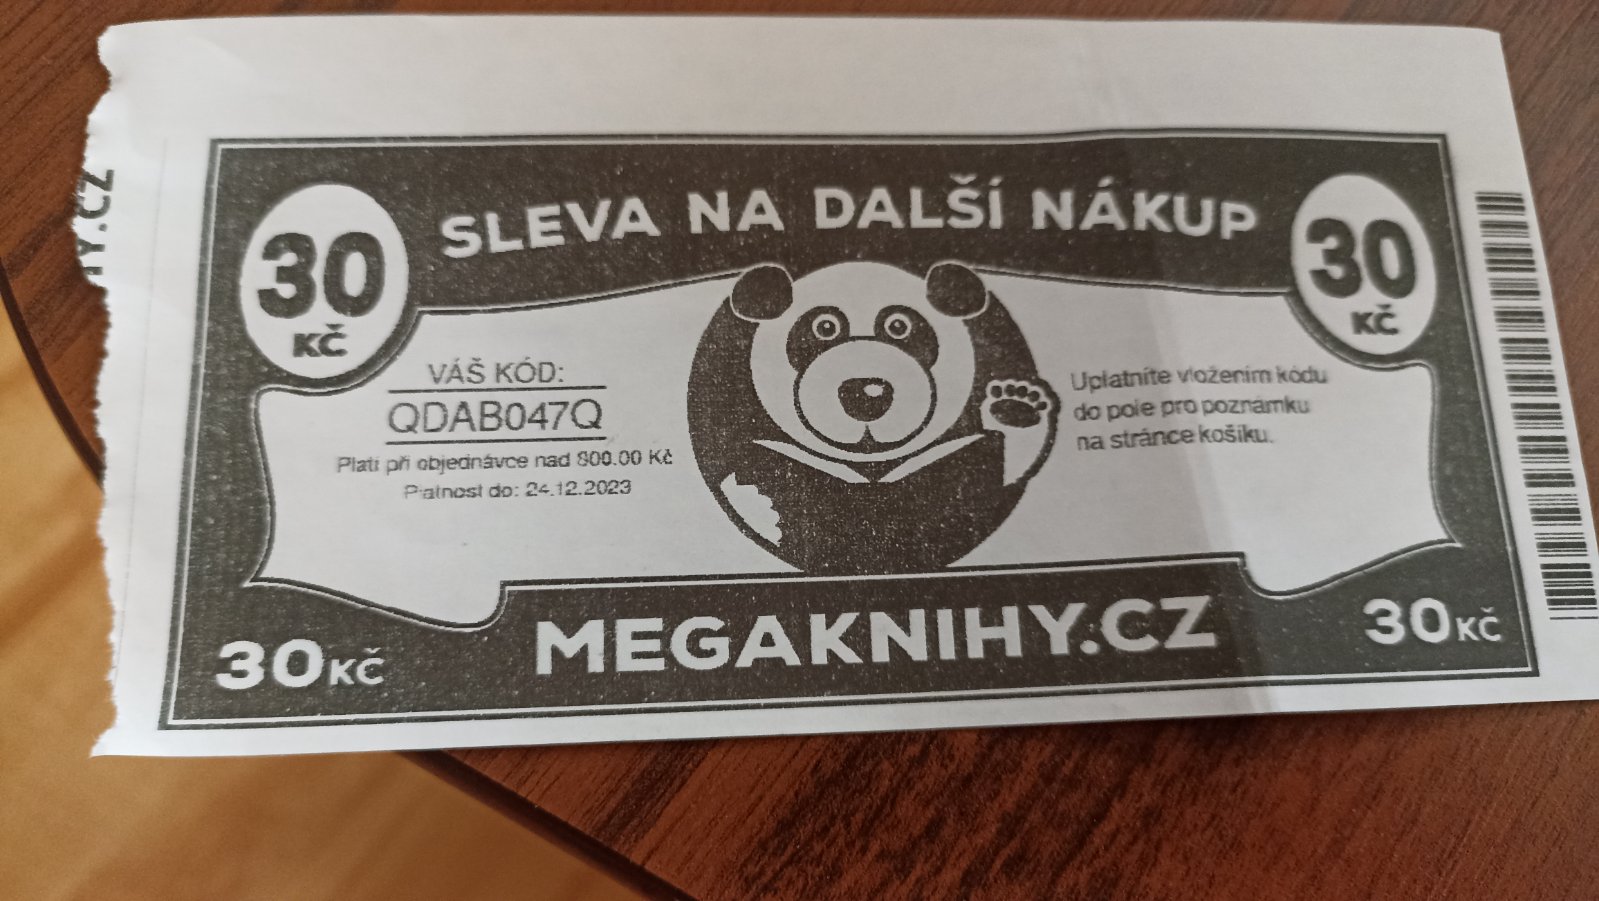 SLEVA NA DALŠÍ NÁKUP
30
KČ
30
KČ
VÁŠ KÓD:
QDAB047Q
Platí při objednávce nad 800.00 Kč
Platnost do: 24.12.2023
Uplatníte vložením kódu
do pole pro poznámku
na stránce košíku.
30KČ
MEGAKNIHY.CZ
30KČ
HY.CZ